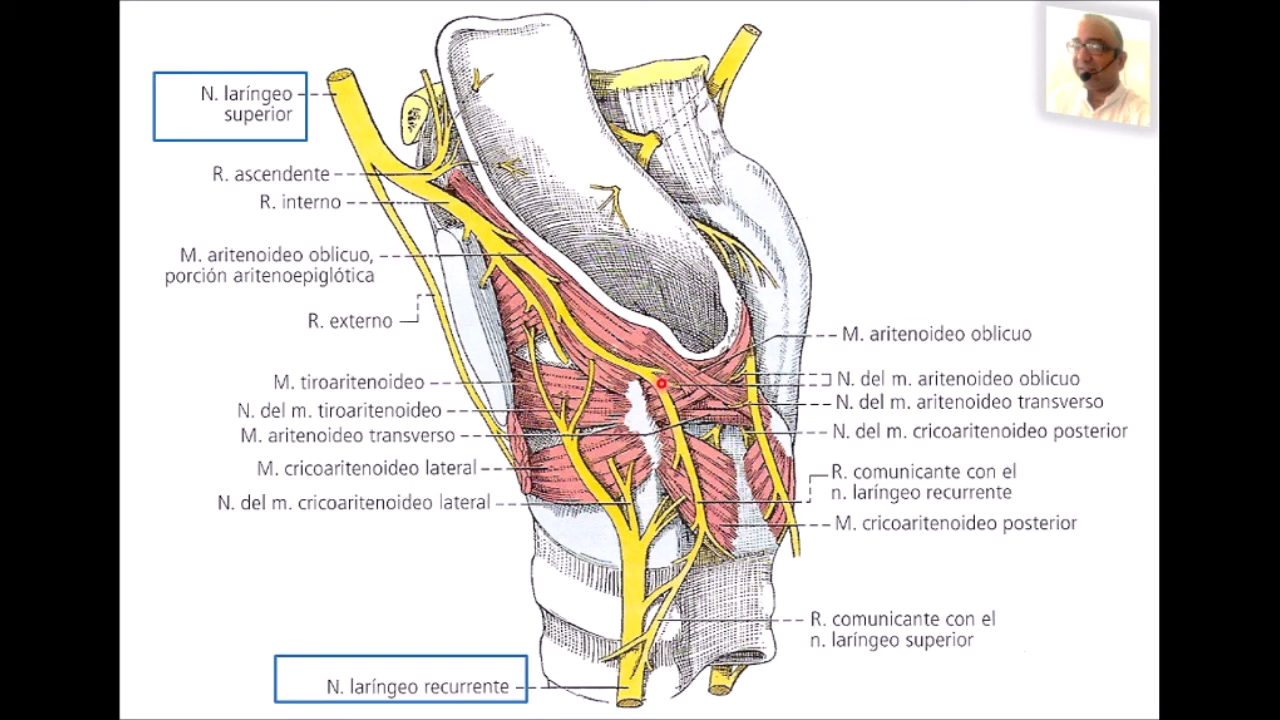 N. laríngeo
superior
R. ascendente
R. interno
M. aritenoideo oblicuo,
porción aritenoepiglótica
R. externo
M. tiroaritenoideo
N. del m. tiroaritenoideo
M. aritenoideo transverso
M. cricoaritenoideo lateral
N. del m. cricoaritenoideo lateral
N. laríngeo recurrente
M. aritenoideo oblicuo
N. del m. aritenoideo oblicuo
N. del m. aritenoideo transverso
N. del m. cricoaritenoideo posterior
R. comunicante con el
n. laríngeo recurrente
M. cricoaritenoideo posterior
R. comunicante con el
n. laríngeo superior